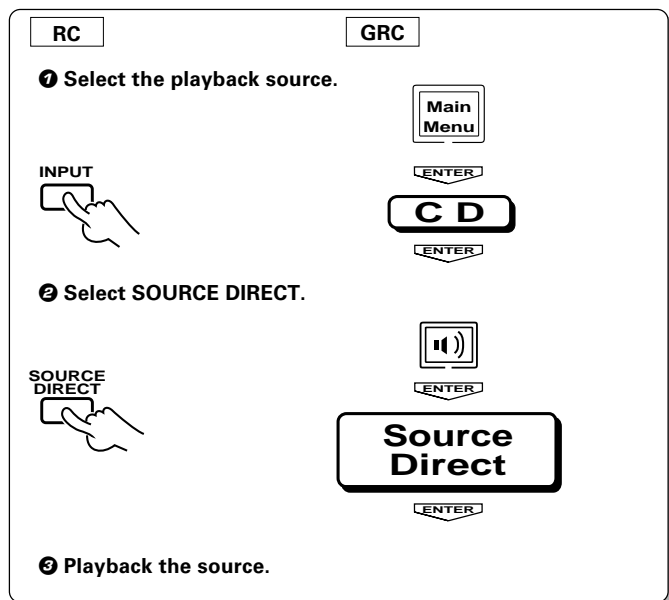 RC GRC
❶ Select the playback source.
Main
Menu
INPUT
ENTER
C D
ENTER
❷ Select SOURCE DIRECT.
SOURCE
DIRECT
ENTER
Source
Direct
ENTER
❸ Playback the source.